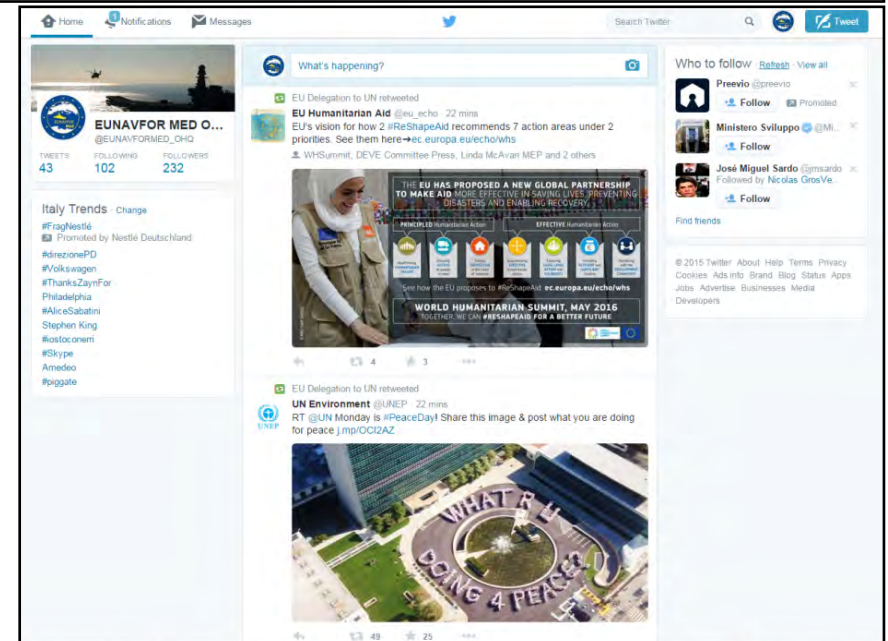 Home
1
Notifications
Messages
Search Twitter
Tweet
EUNAVFOR MED O...
@EUNAVFORMED_OHQ
TWEETS FOLLOWING FOLLOWERS
43 102 232
Italy Trends · Change
#FragNestlé
Promoted by Nestlé Deutschland
#direzionePD
#Volkswagen
#ThanksZaynFor
Philadelphia
#AliceSabatini
Stephen King
#iostoconerri
#Skype
Amedeo
#piggate
What's happening?
EU Delegation to UN retweeted
EU Humanitarian Aid @eu_echo · 22 mins
EU's vision for how 2 #ReShapeAid recommends 7 action areas under 2
priorities. See them here→ec.europa.eu/echo/whs
WHSummit, DEVE Committee Press, Linda McAvan MEP and 2 others
THE EU HAS PROPOSED A NEW GLOBAL PARTNERSHIP
TO MAKE AID MORE EFFECTIVE IN SAVING LIVES, PREVENTING
DISASTERS AND ENABLING RECOVERY.
PRINCIPLED Humanitarian Action EFFECTIVE Humanitarian Action
See how the EU proposes to #ReShapeAid ec.europa.eu/echo/whs
WORLD HUMANITARIAN SUMMIT, MAY 2016
TOGETHER, WE CAN #RESHAPEAID FOR A BETTER FUTURE
4 3
EU Delegation to UN retweeted
UN Environment @UNEP · 22 mins
UNEP
RT @UN Monday is #PeaceDay! Share this image & post what you are doing
for peace j.mp/OCI2AZ
WHAT R U
DOING 4 PEACE
49 25
Who to follow · Refresh · View all
Preevio @preevio
Follow
Promoted
Ministero Sviluppo @Mi...
Follow
José Miguel Sardo @jmsardo
Followed by Nicolas GrosVe...
Follow
Find friends
© 2015 Twitter About Help Terms Privacy
Cookies Ads info Brand Blog Status Apps
Jobs Advertise Businesses Media
Developers